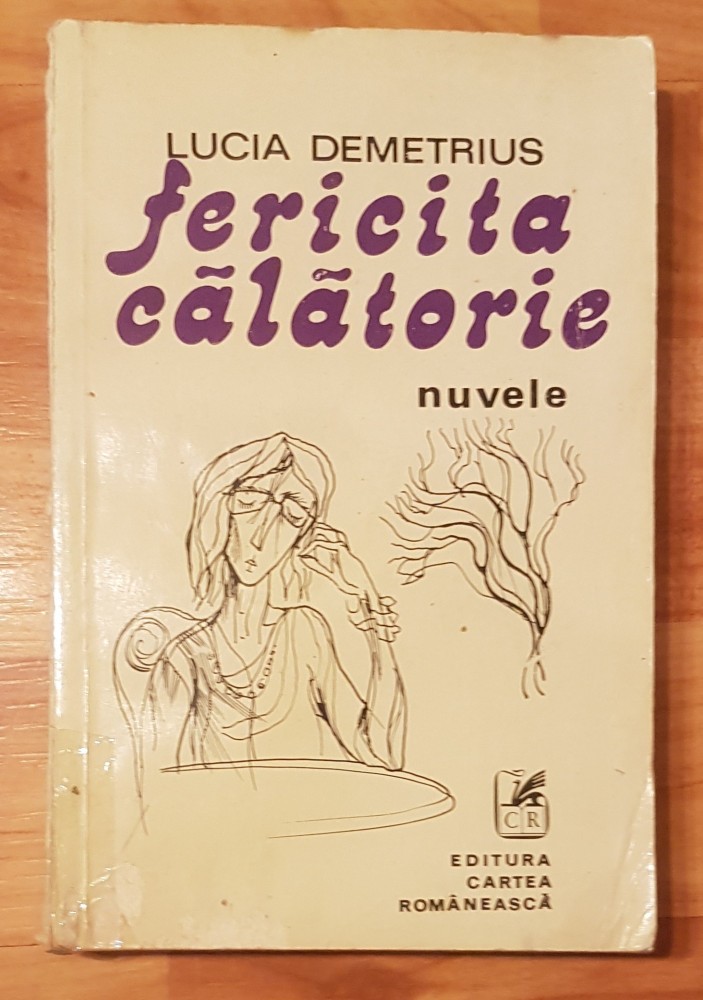 LUCIA DEMETRIUS
fericita
călătorie
nuvele
CR
EDITURA
CARTEA
ROMÂNEASCĂ